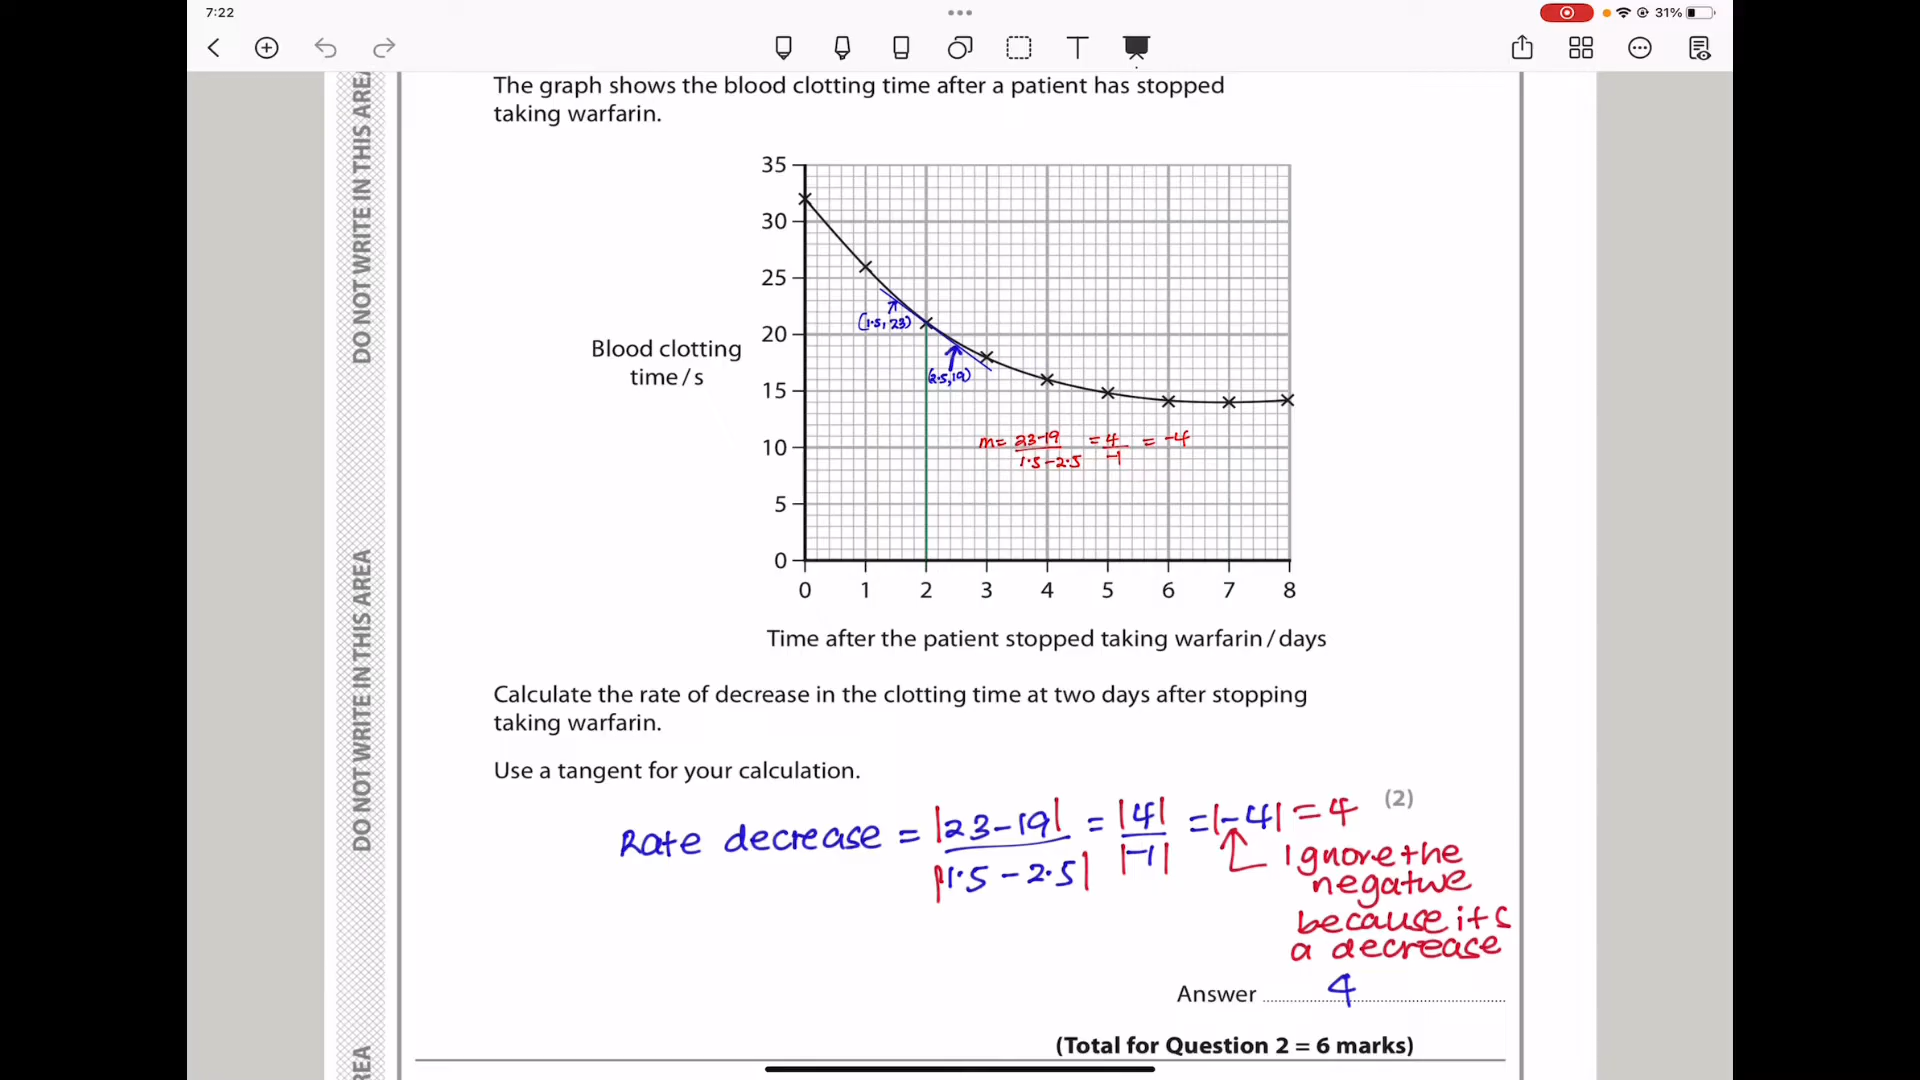 7:22
31%
The graph shows the blood clotting time after a patient has stopped
taking warfarin.
DO NOT WRITE IN THIS AREA
35
30
25
20
15
10
5
0
Blood clotting
time / s
(1.5, 23)
(2.5, 19)
m = 23-19 / 1.5-2.5 = 4 / -1 = -4
0 1 2 3 4 5 6 7 8
Time after the patient stopped taking warfarin / days
DO NOT WRITE IN THIS AREA
Calculate the rate of decrease in the clotting time at two days after stopping
taking warfarin.
Use a tangent for your calculation.
(2)
Rate decrease = |23-19| / |1.5-2.5| = |4| / |-1| = |-4| = 4
Ignore the
negative
because its
a decrease
Answer 4
(Total for Question 2 = 6 marks)
REA